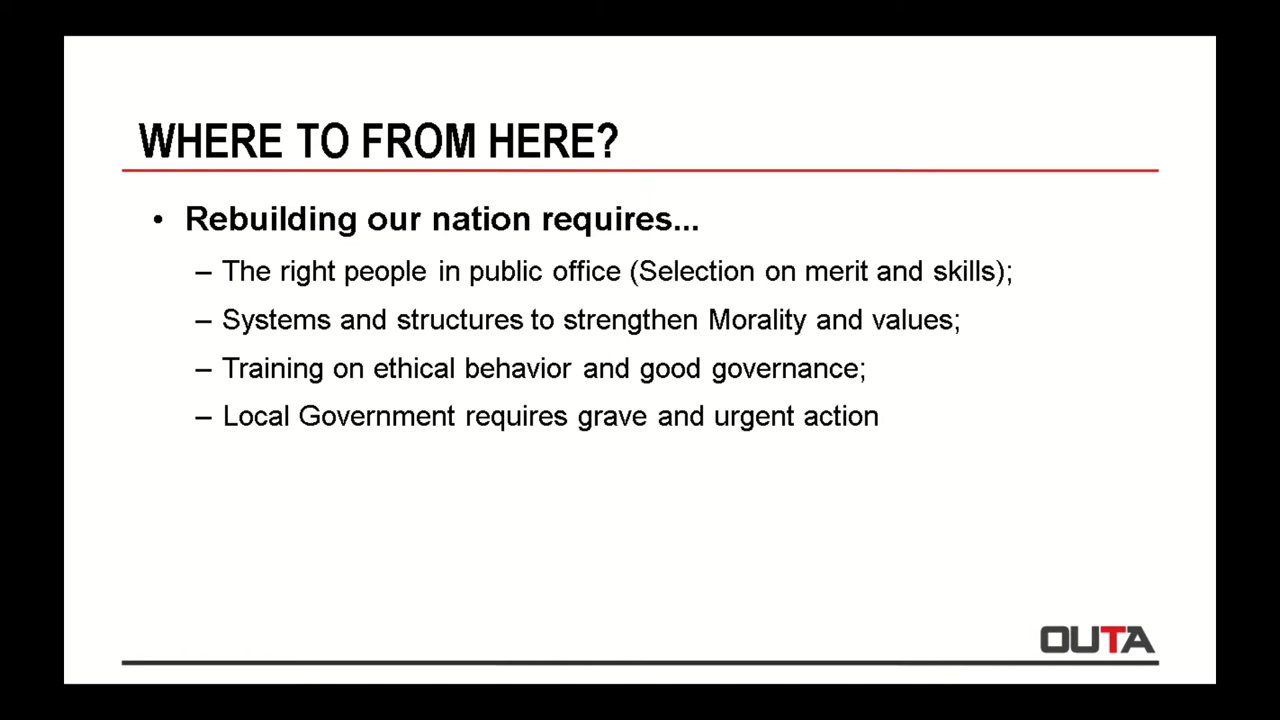 WHERE TO FROM HERE?
• Rebuilding our nation requires...
– The right people in public office (Selection on merit and skills);
– Systems and structures to strengthen Morality and values;
– Training on ethical behavior and good governance;
– Local Government requires grave and urgent action
OUTA